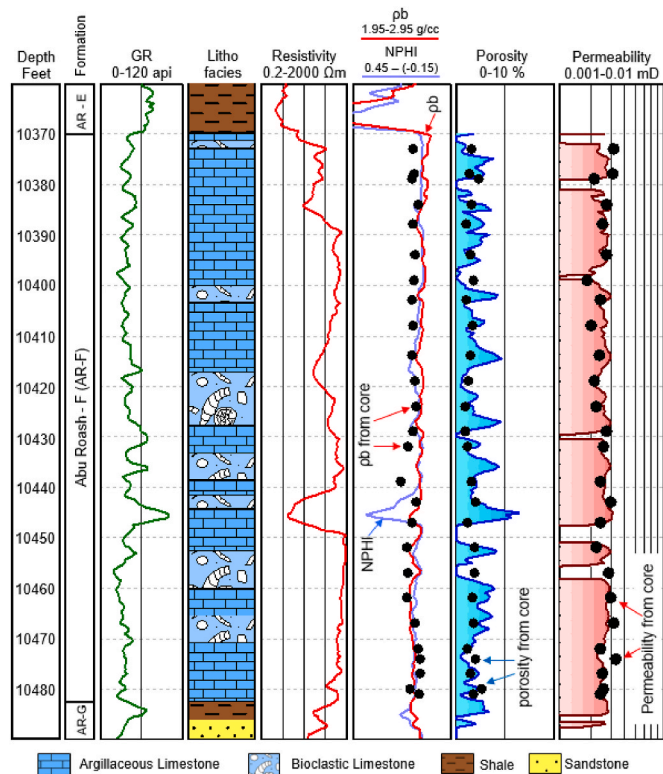 ρb
1.95-2.95 g/cc
Depth
Feet
Formation
GR
0-120 api
Litho
facies
Resistivity
0.2-2000 Ωm
NPHI
0.45 – (-0.15)
Porosity
0-10 %
Permeability
0.001-0.01 mD
AR - E
ρb
10370
10380
10390
10400
10410
10420
10430
10440
10450
10460
10470
10480
Abu Roash - F (AR-F)
AR-G
ρb from core
NPHI
porosity from core
Permeability from core
Argillaceous Limestone
Bioclastic Limestone
Shale
Sandstone